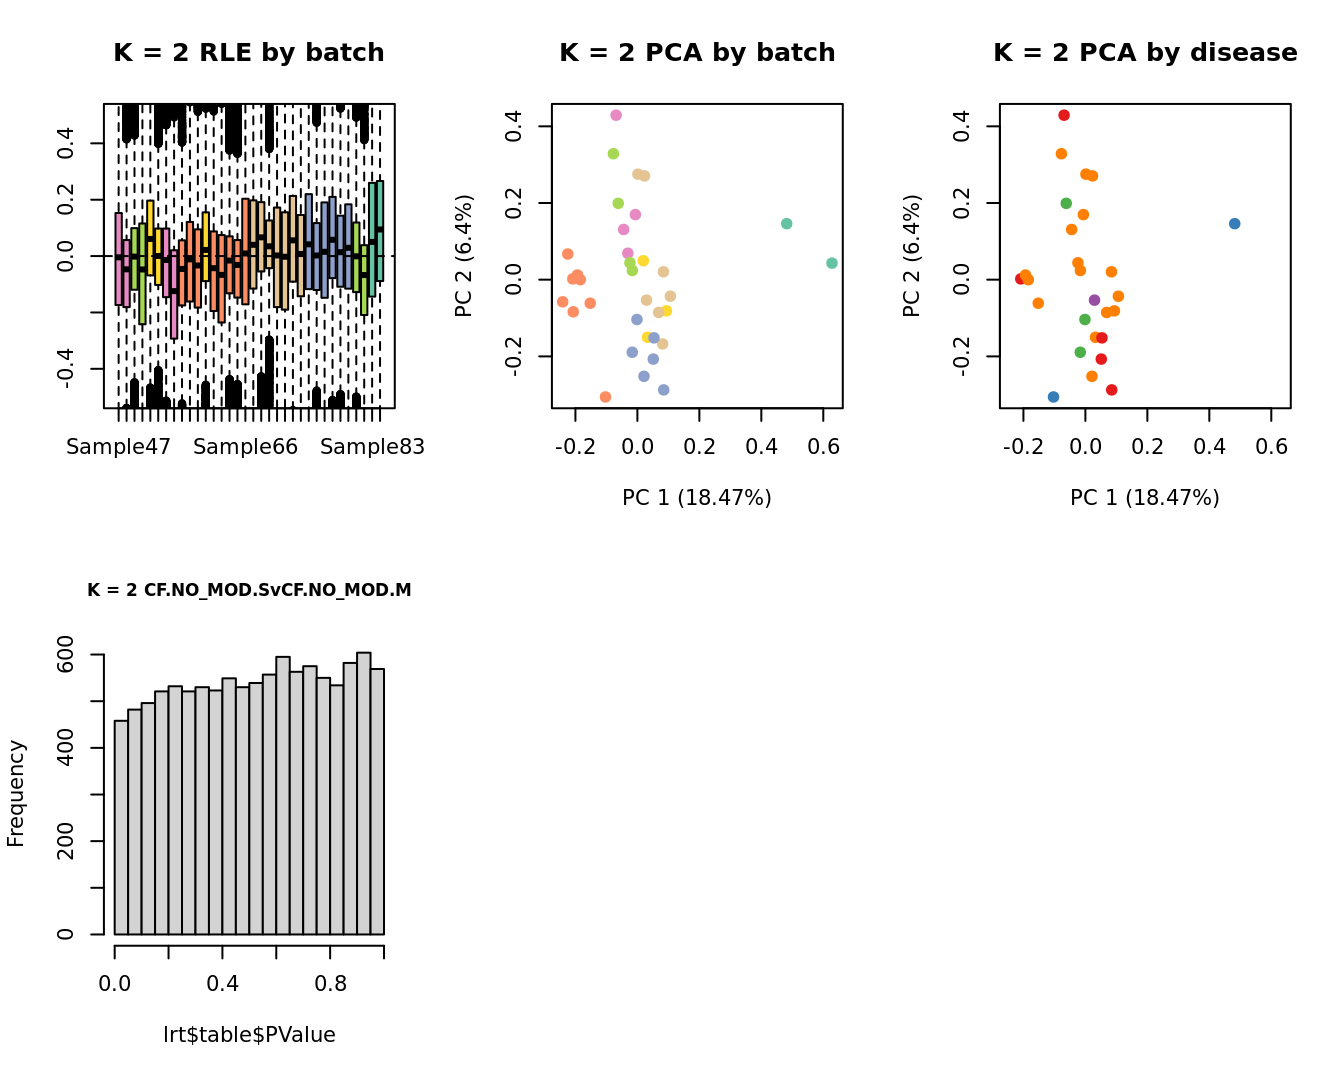 K = 2 RLE by batch
0.4
0.2
0.0
-0.4
Sample47 Sample66 Sample83
K = 2 PCA by batch
PC 2 (6.4%)
0.4
0.2
0.0
-0.2
-0.2 0.0 0.2 0.4 0.6
PC 1 (18.47%)
K = 2 PCA by disease
PC 2 (6.4%)
0.4
0.2
0.0
-0.2
-0.2 0.0 0.2 0.4 0.6
PC 1 (18.47%)
K = 2 CF.NO_MOD.SvCF.NO_MOD.M
Frequency
600
400
200
0
0.0 0.4 0.8
lrt$table$PValue